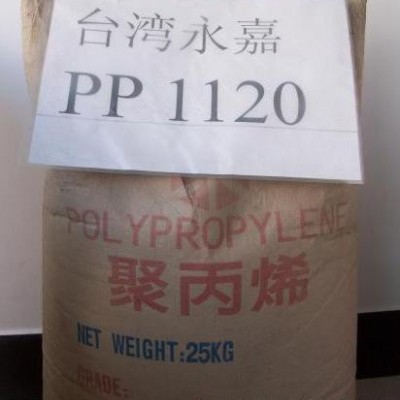 台湾永嘉
PP 1120
POLYPROPYLENE
聚丙烯
NET WEIGHT:25KG
GRADE: